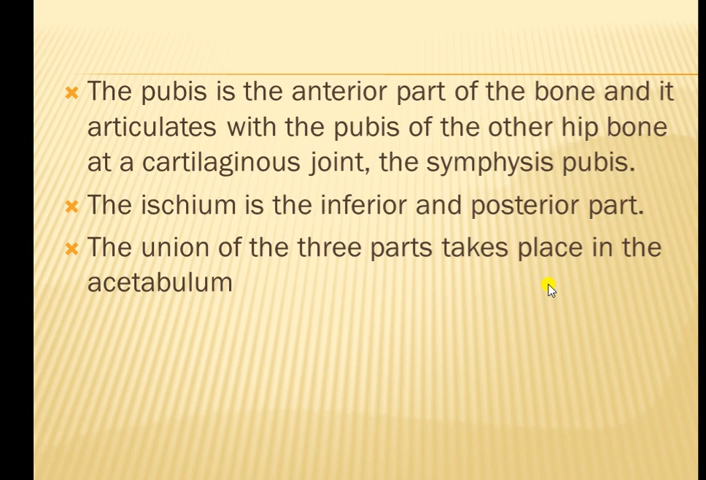 The pubis is the anterior part of the bone and it
articulates with the pubis of the other hip bone
at a cartilaginous joint, the symphysis pubis.
The ischium is the inferior and posterior part.
The union of the three parts takes place in the
acetabulum